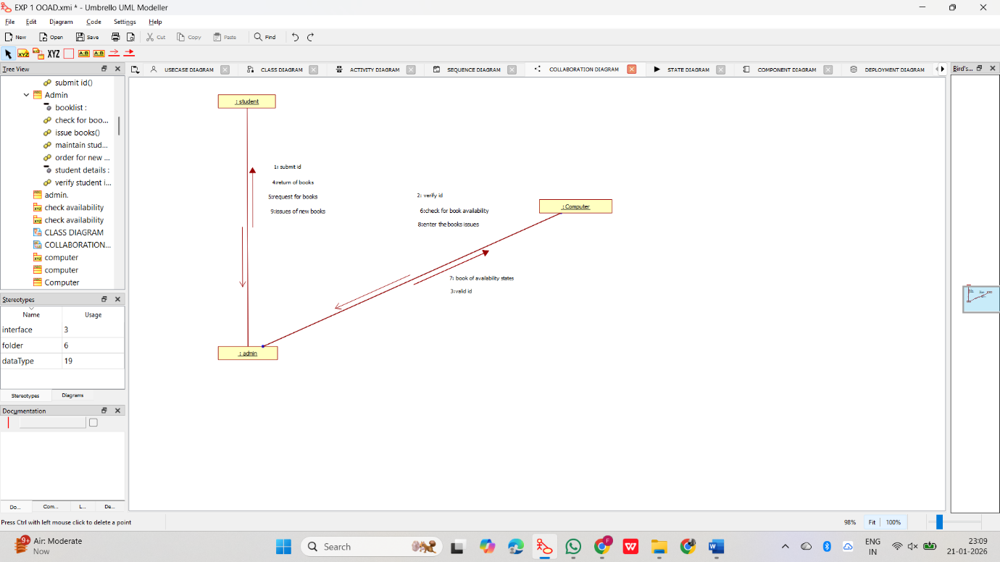 EXP 1 OOAD.xmi * - Umbrello UML Modeller
File Edit Diagram Code Settings Help
New Open Save Cut Copy Paste Find
XYZ XYZ A:B A:B
Tree View
USECASE DIAGRAM CLASS DIAGRAM ACTIVITY DIAGRAM SEQUENCE DIAGRAM COLLABORATION DIAGRAM STATE DIAGRAM COMPONENT DIAGRAM DEPLOYMENT DIAGRAM
Bird's...
submit id()
Admin
booklist :
check for boo...
issue books()
maintain stud...
order for new ...
student details :
verify student i...
admin.
check availability
check availability
CLASS DIAGRAM
COLLABORATION...
computer
computer
Computer
Stereotypes
Name Usage
interface 3
folder 6
dataType 19
Stereotypes Diagrams
Documentation
Do... Com... L... De...
: student
1: submit id
4:return of books
5:request for books
9:issues of new books
2: verify id
6:check for book availability
8:enter the books issues
: Computer
7: book of availability states
3:valid id
: admin
Press Ctrl with left mouse click to delete a point
98% Fit 100%
9+
Air: Moderate
Now
Search
F
W
ENG
IN
23:09
21-01-2026